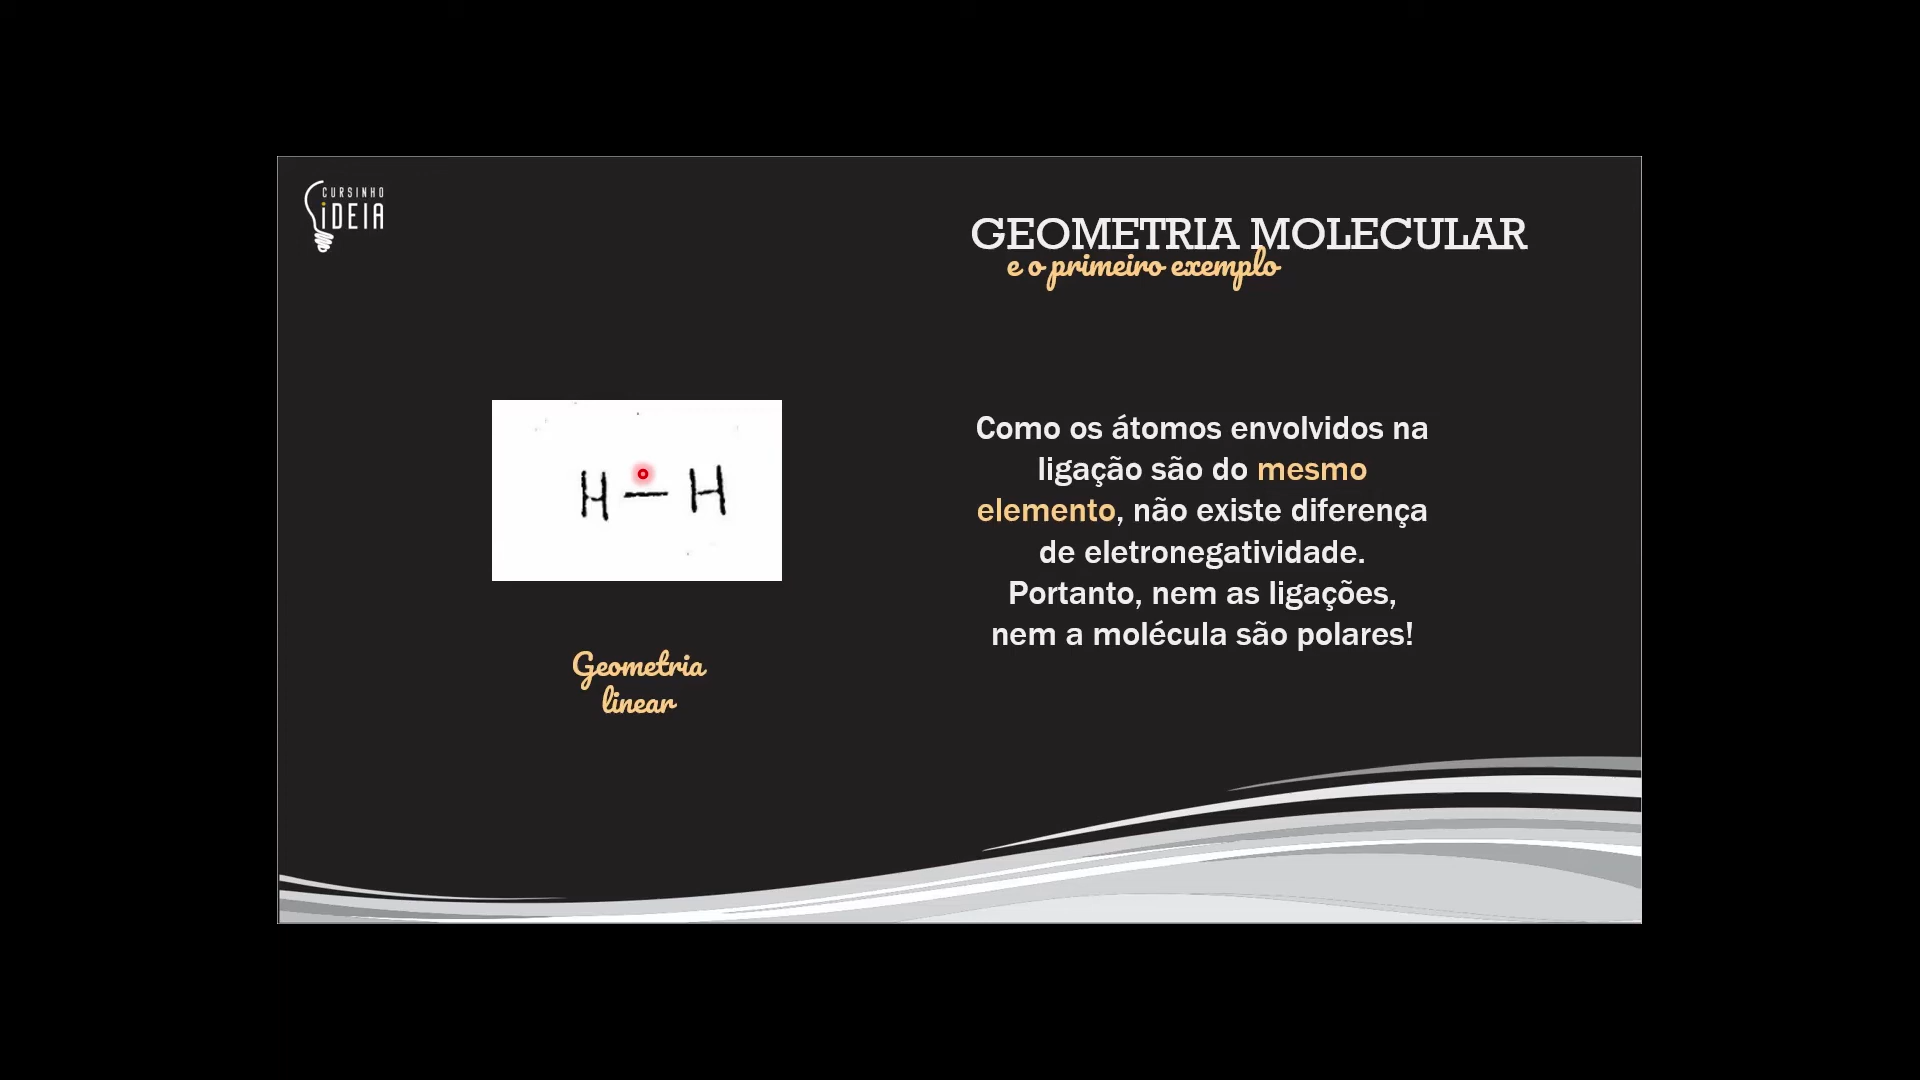 CURSINHO
iDEIA
GEOMETRIA MOLECULAR
e o primeiro exemplo
H – H
Como os átomos envolvidos na
ligação são do mesmo
elemento, não existe diferença
de eletronegatividade.
Portanto, nem as ligações,
nem a molécula são polares!
Geometria
linear